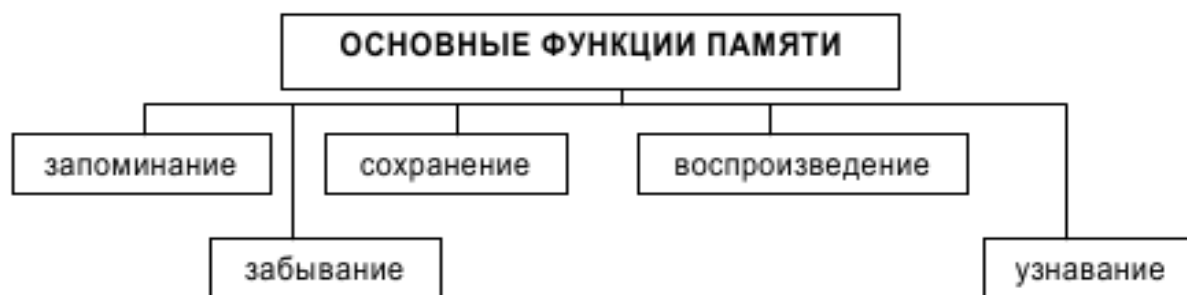 ОСНОВНЫЕ ФУНКЦИИ ПАМЯТИ
запоминание
сохранение
воспроизведение
забывание
узнавание